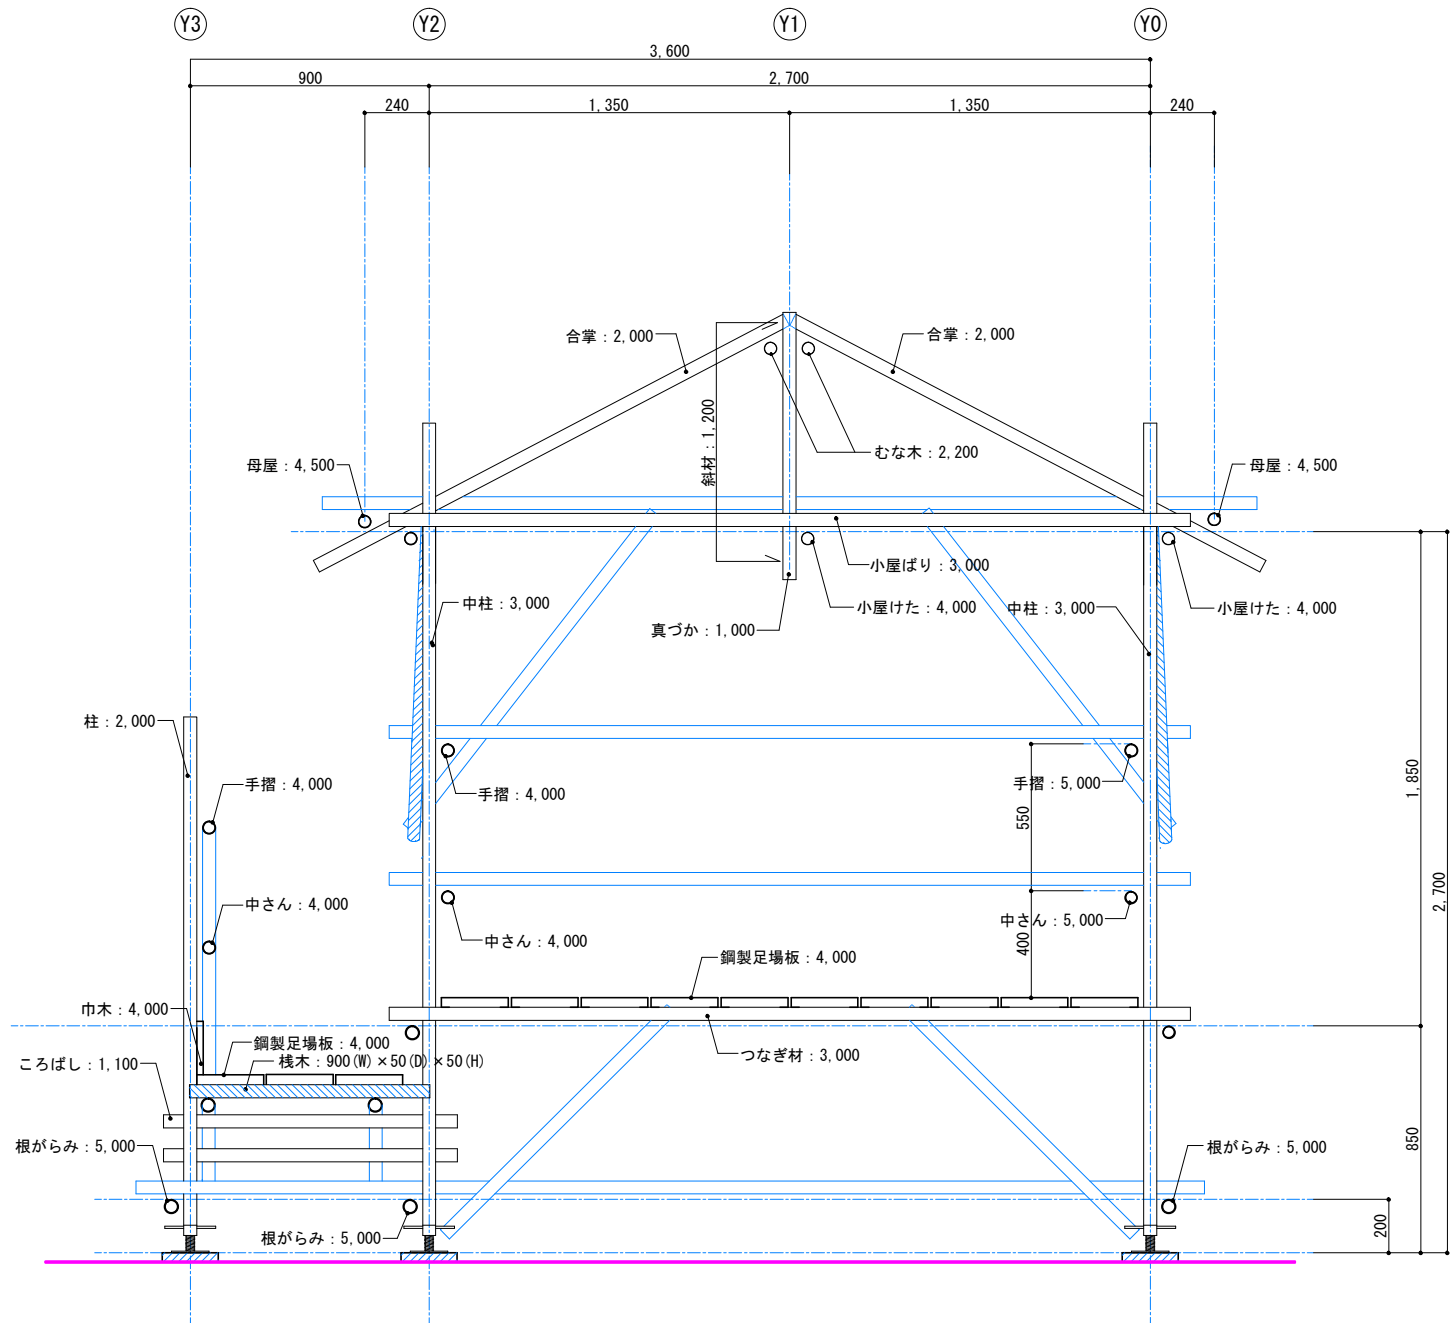 Y3
Y2
Y1
Y0
3,600
900
2,700
240
1,350
1,350
240
合掌：2,000
合掌：2,000
斜材：1,200
むな木：2,200
母屋：4,500
母屋：4,500
小屋ばり：3,000
中柱：3,000
小屋けた：4,000
中柱：3,000
小屋けた：4,000
真づか：1,000
柱：2,000
手摺：4,000
手摺：4,000
手摺：5,000
550
1,850
2,700
中さん：4,000
中さん：4,000
中さん：5,000
400
鋼製足場板：4,000
巾木：4,000
鋼製足場板：4,000
桟木：900(W)×50(D)×50(H)
つなぎ材：3,000
ころばし：1,100
850
根がらみ：5,000
根がらみ：5,000
根がらみ：5,000
200